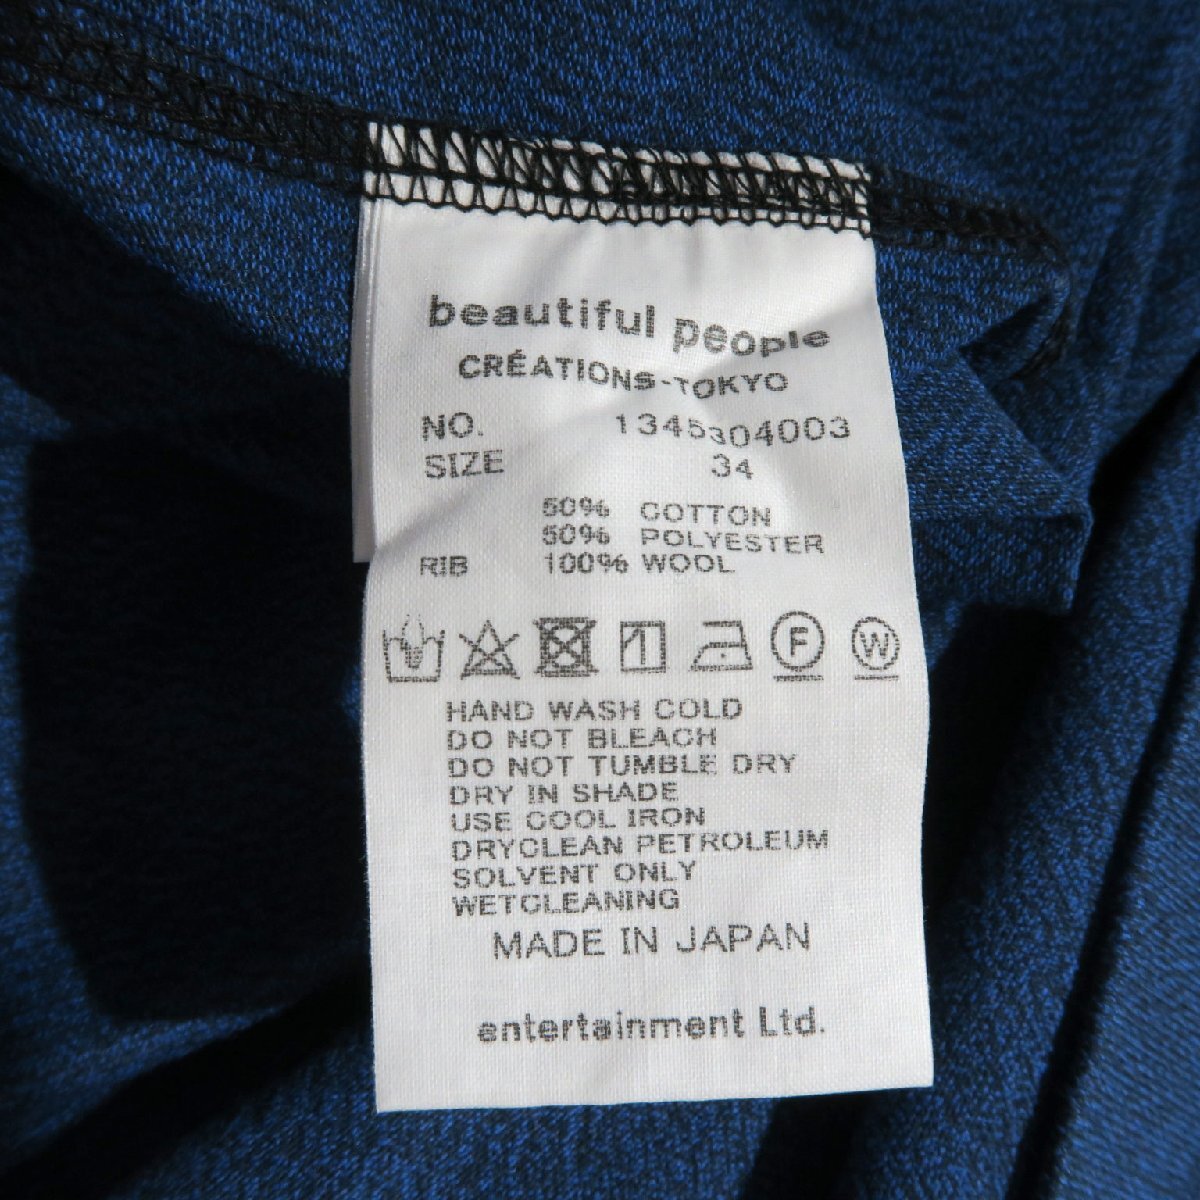 beautiful people
CRÉATIONS-TOKYO
NO. 1345304003
SIZE 34
50% COTTON
50% POLYESTER
RIB 100% WOOL
F W
HAND WASH COLD
DO NOT BLEACH
DO NOT TUMBLE DRY
DRY IN SHADE
USE COOL IRON
DRYCLEAN PETROLEUM
SOLVENT ONLY
WETCLEANING
MADE IN JAPAN
entertainment Ltd.